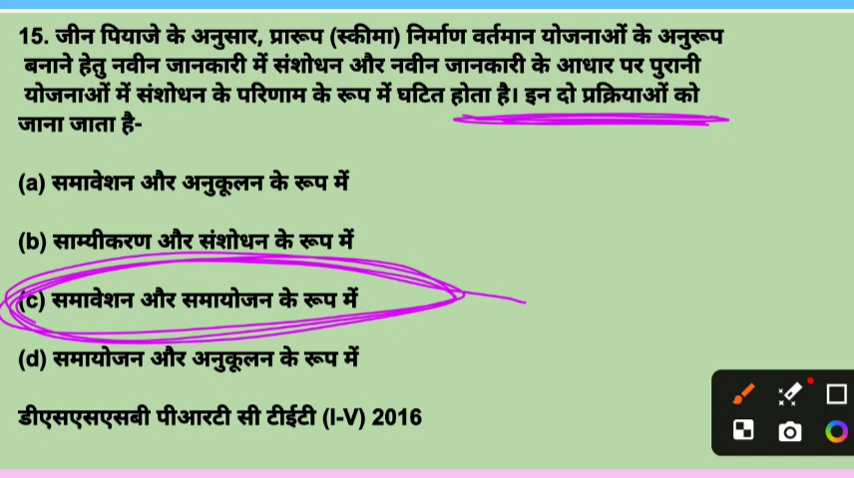 15. जीन पियाजे के अनुसार, प्रारूप (स्कीमा) निर्माण वर्तमान योजनाओं के अनुरूप
बनाने हेतु नवीन जानकारी में संशोधन और नवीन जानकारी के आधार पर पुरानी
योजनाओं में संशोधन के परिणाम के रूप में घटित होता है। इन दो प्रक्रियाओं को
जाना जाता है-
(a) समावेशन और अनुकूलन के रूप में
(b) साम्यीकरण और संशोधन के रूप में
(c) समावेशन और समायोजन के रूप में
(d) समायोजन और अनुकूलन के रूप में
डीएसएसएसबी पीआरटी सी टीईटी (I-V) 2016